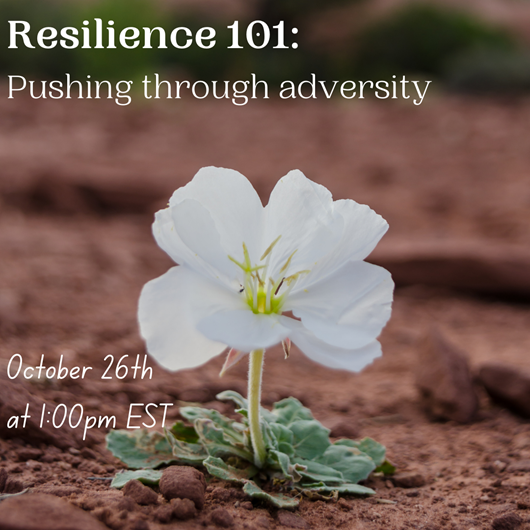 Resilience 101:
Pushing through adversity
October 26th
at 1:00pm EST